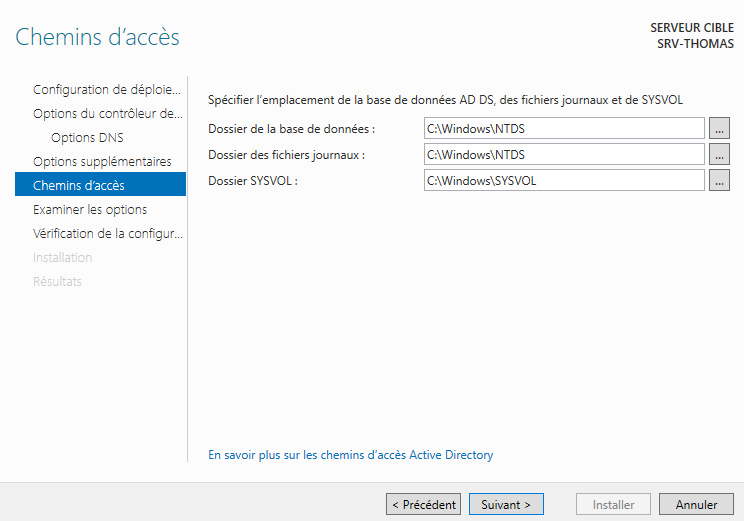 Chemins d’accès
SERVEUR CIBLE
SRV-THOMAS
Configuration de déploie...
Options du contrôleur de...
Options DNS
Options supplémentaires
Chemins d’accès
Examiner les options
Vérification de la configur...
Installation
Résultats
Spécifier l’emplacement de la base de données AD DS, des fichiers journaux et de SYSVOL
Dossier de la base de données : C:\Windows\NTDS ...
Dossier des fichiers journaux : C:\Windows\NTDS ...
Dossier SYSVOL : C:\Windows\SYSVOL ...
En savoir plus sur les chemins d’accès Active Directory
< Précédent Suivant > Installer Annuler